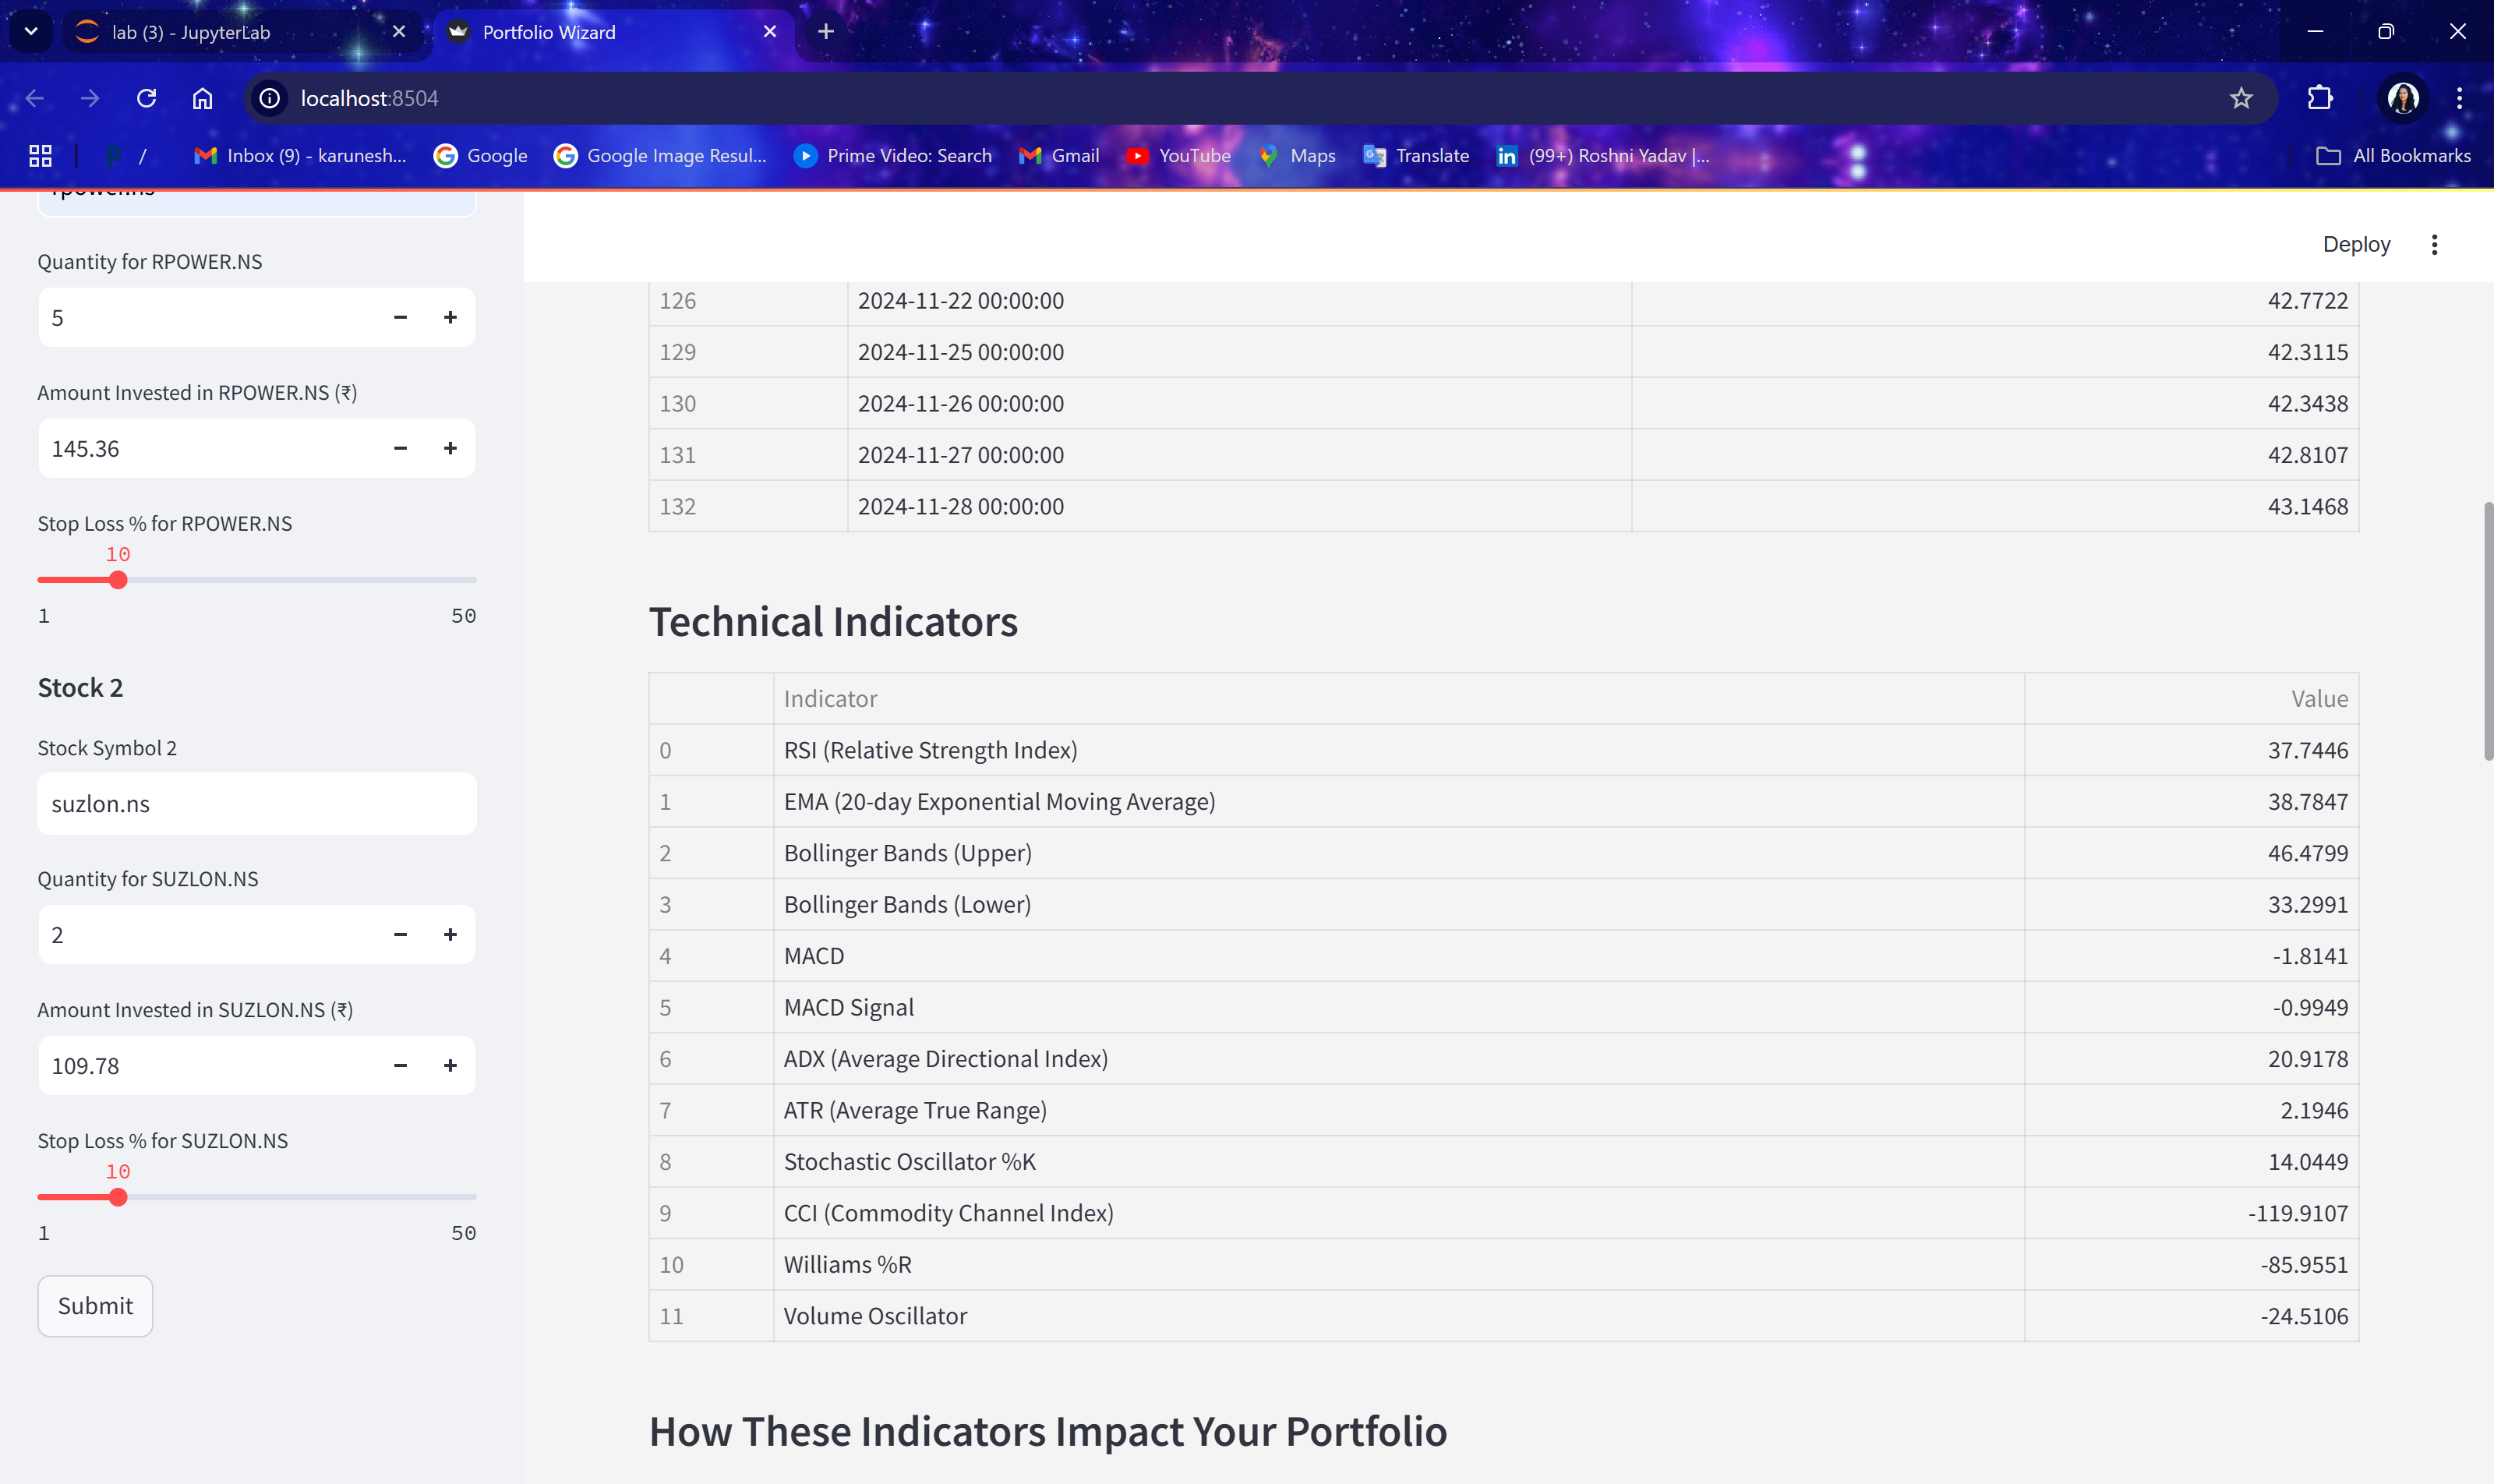 lab (3) - JupyterLab
Portfolio Wizard
localhost:8504
/
Inbox (9) - karunesh...
Google
Google Image Resul...
Prime Video: Search
Gmail
YouTube
Maps
Translate
(99+) Roshni Yadav |...
All Bookmarks
rpower.ns
Quantity for RPOWER.NS
5
Amount Invested in RPOWER.NS (₹)
145.36
Stop Loss % for RPOWER.NS
10
1 50
Stock 2
Stock Symbol 2
suzlon.ns
Quantity for SUZLON.NS
2
Amount Invested in SUZLON.NS (₹)
109.78
Stop Loss % for SUZLON.NS
10
1 50
Submit
Deploy
126 2024-11-22 00:00:00 42.7722
129 2024-11-25 00:00:00 42.3115
130 2024-11-26 00:00:00 42.3438
131 2024-11-27 00:00:00 42.8107
132 2024-11-28 00:00:00 43.1468
Technical Indicators
Indicator Value
0 RSI (Relative Strength Index) 37.7446
1 EMA (20-day Exponential Moving Average) 38.7847
2 Bollinger Bands (Upper) 46.4799
3 Bollinger Bands (Lower) 33.2991
4 MACD -1.8141
5 MACD Signal -0.9949
6 ADX (Average Directional Index) 20.9178
7 ATR (Average True Range) 2.1946
8 Stochastic Oscillator %K 14.0449
9 CCI (Commodity Channel Index) -119.9107
10 Williams %R -85.9551
11 Volume Oscillator -24.5106
How These Indicators Impact Your Portfolio